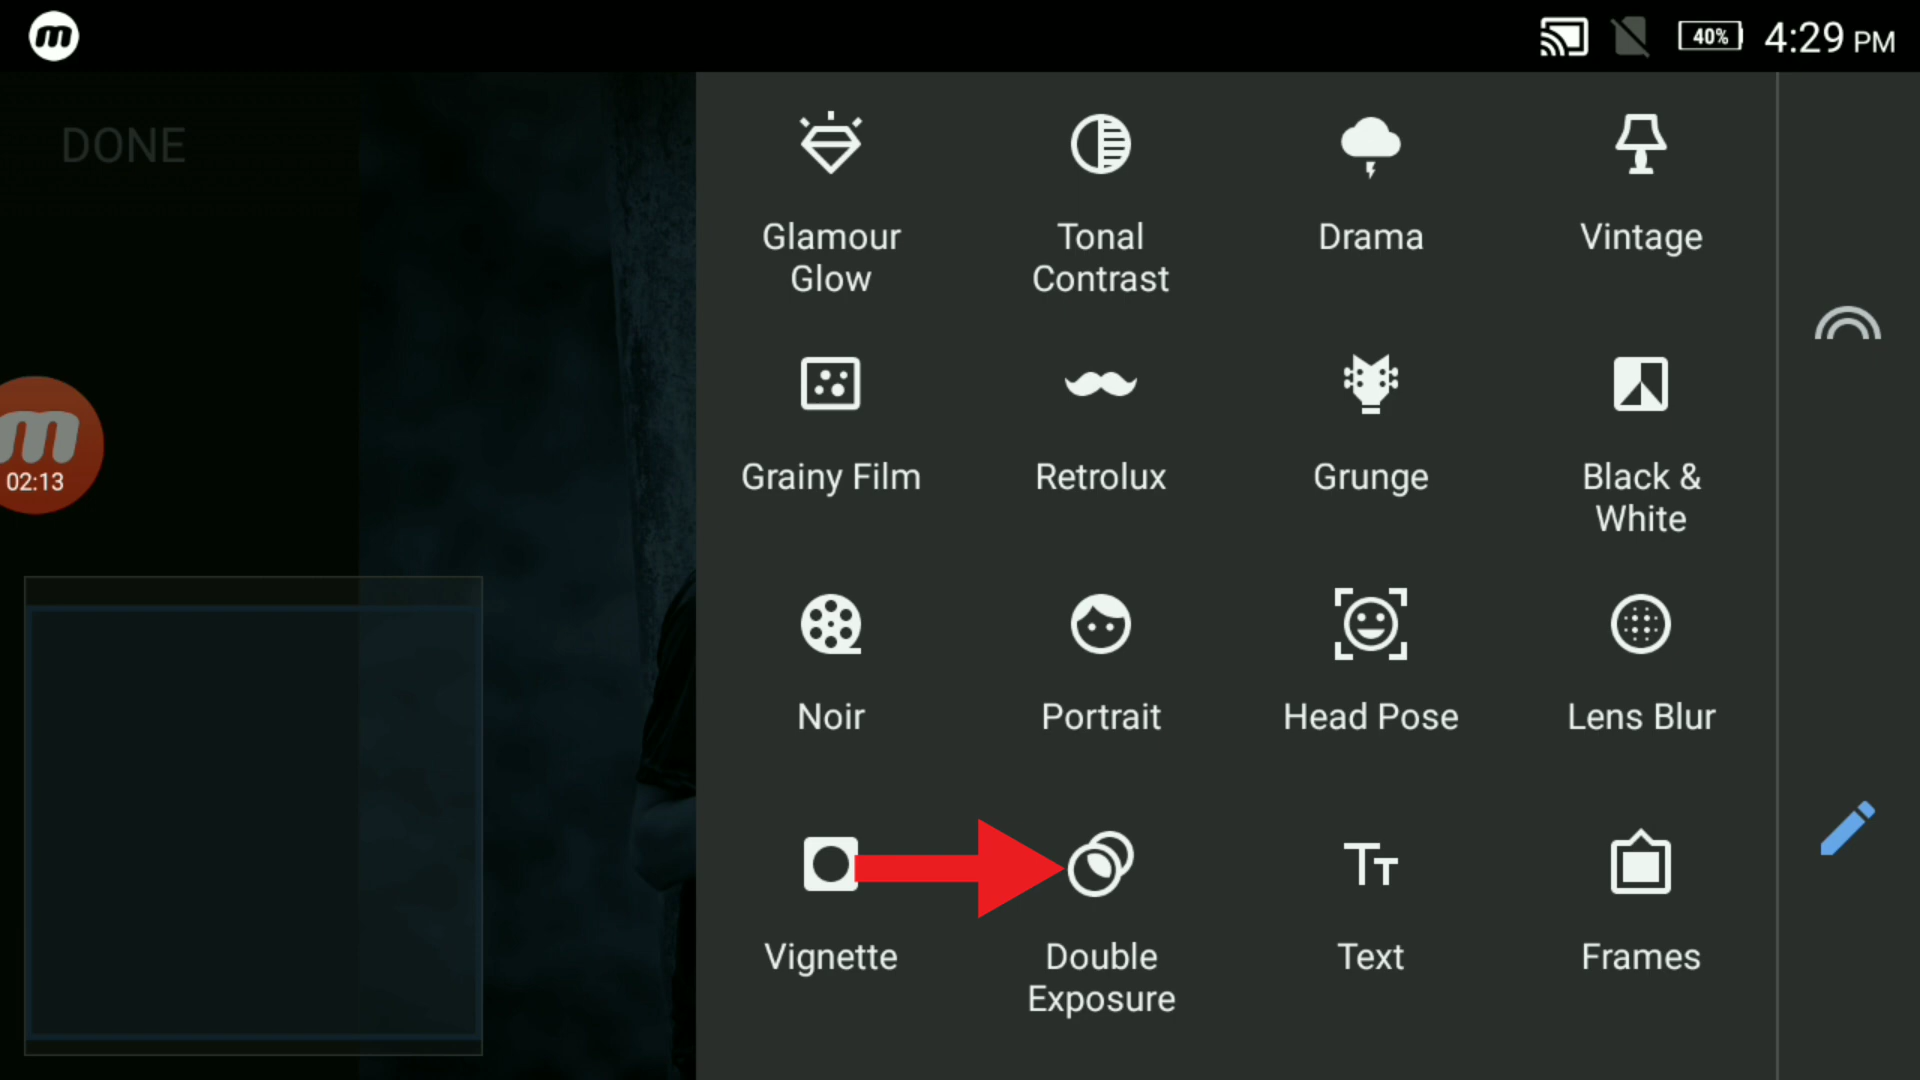 m
40% 4:29 PM
DONE
Glamour
Glow
Tonal
Contrast
Drama
Vintage
m
02:13
Grainy Film
Retrolux
Grunge
Black &
White
Noir
Portrait
Head Pose
Lens Blur
Vignette
Double
Exposure
TT
Text
Frames